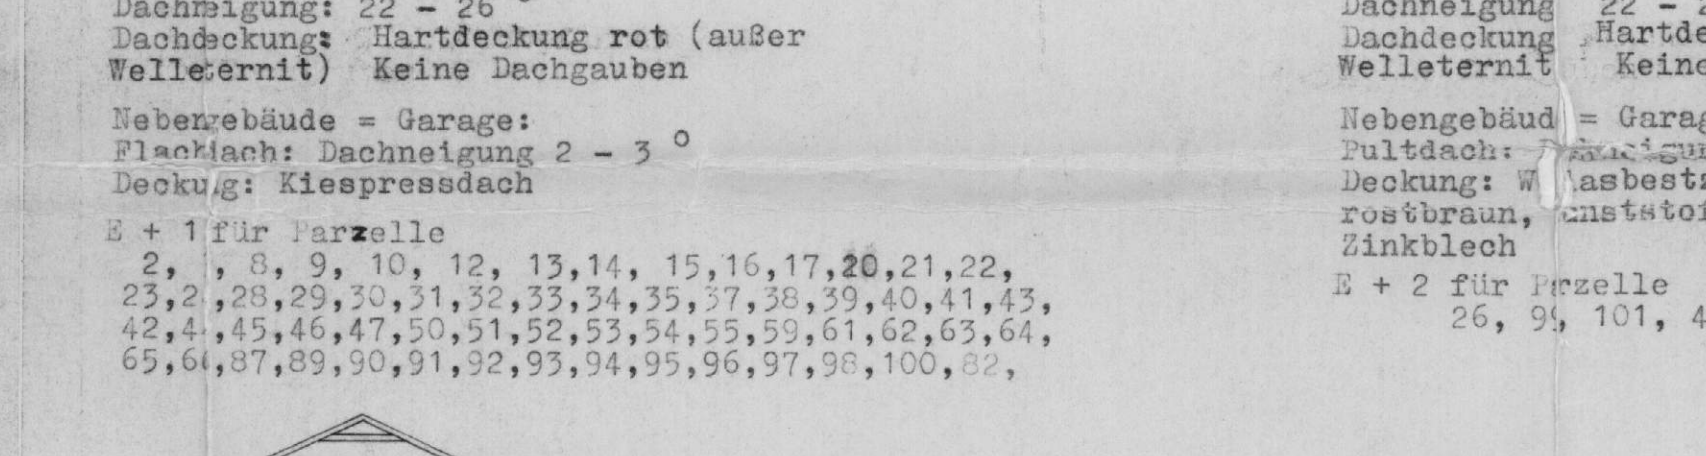 Dachneigung: 22 - 26 °
Dachdeckung: Hartdeckung rot (außer
Welleternit) Keine Dachgauben
Nebengebäude = Garage:
Flachdach: Dachneigung 2 - 3 °
Deckung: Kiespressdach
E + 1 für Parzelle
2, , 8, 9, 10, 12, 13,14, 15,16,17,20,21,22,
23,2 ,28,29,30,31,32,33,34,35,37,38,39,40,41,43,
42,4 ,45,46,47,50,51,52,53,54,55,59,61,62,63,64,
65,6 ,87,89,90,91,92,93,94,95,96,97,98,100,82,
Dachneigung 22 -
Dachdeckung Hartde
Welleternit Keine
Nebengebäud = Garag
Pultdach:
Deckung: W asbest
rostbraun,
Zinkblech
E + 2 für Parzelle
26, 99, 101, 4